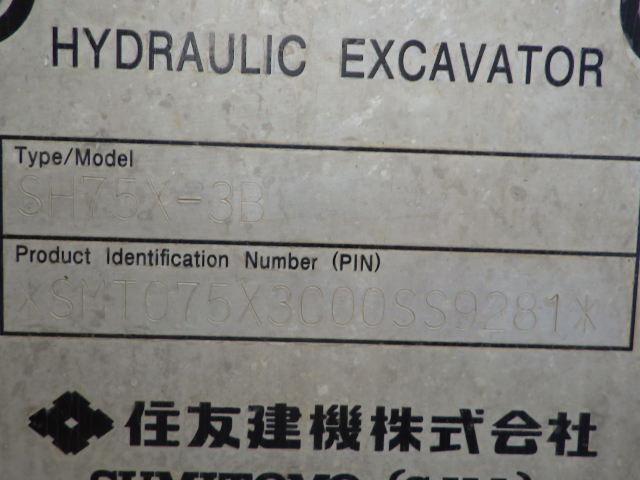 HYDRAULIC EXCAVATOR
Type/Model
SH75X-3B
Product Identification Number (PIN)
*SMT075X3C00SS9281*
住友建機株式会社
SUMITOMO (S.H.I.)